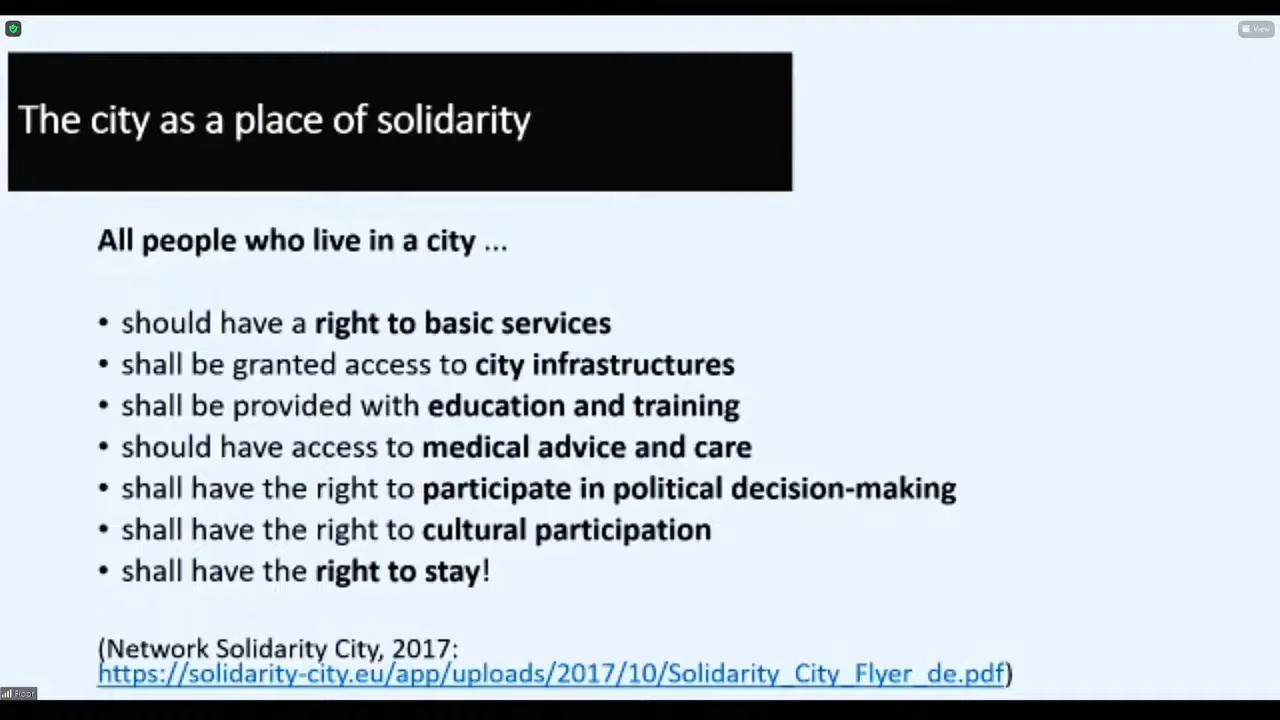 View
The city as a place of solidarity
All people who live in a city ...
• should have a right to basic services
• shall be granted access to city infrastructures
• shall be provided with education and training
• should have access to medical advice and care
• shall have the right to participate in political decision-making
• shall have the right to cultural participation
• shall have the right to stay!
(Network Solidarity City, 2017:
https://solidarity-city.eu/app/uploads/2017/10/Solidarity_City_Flyer_de.pdf)
Floor